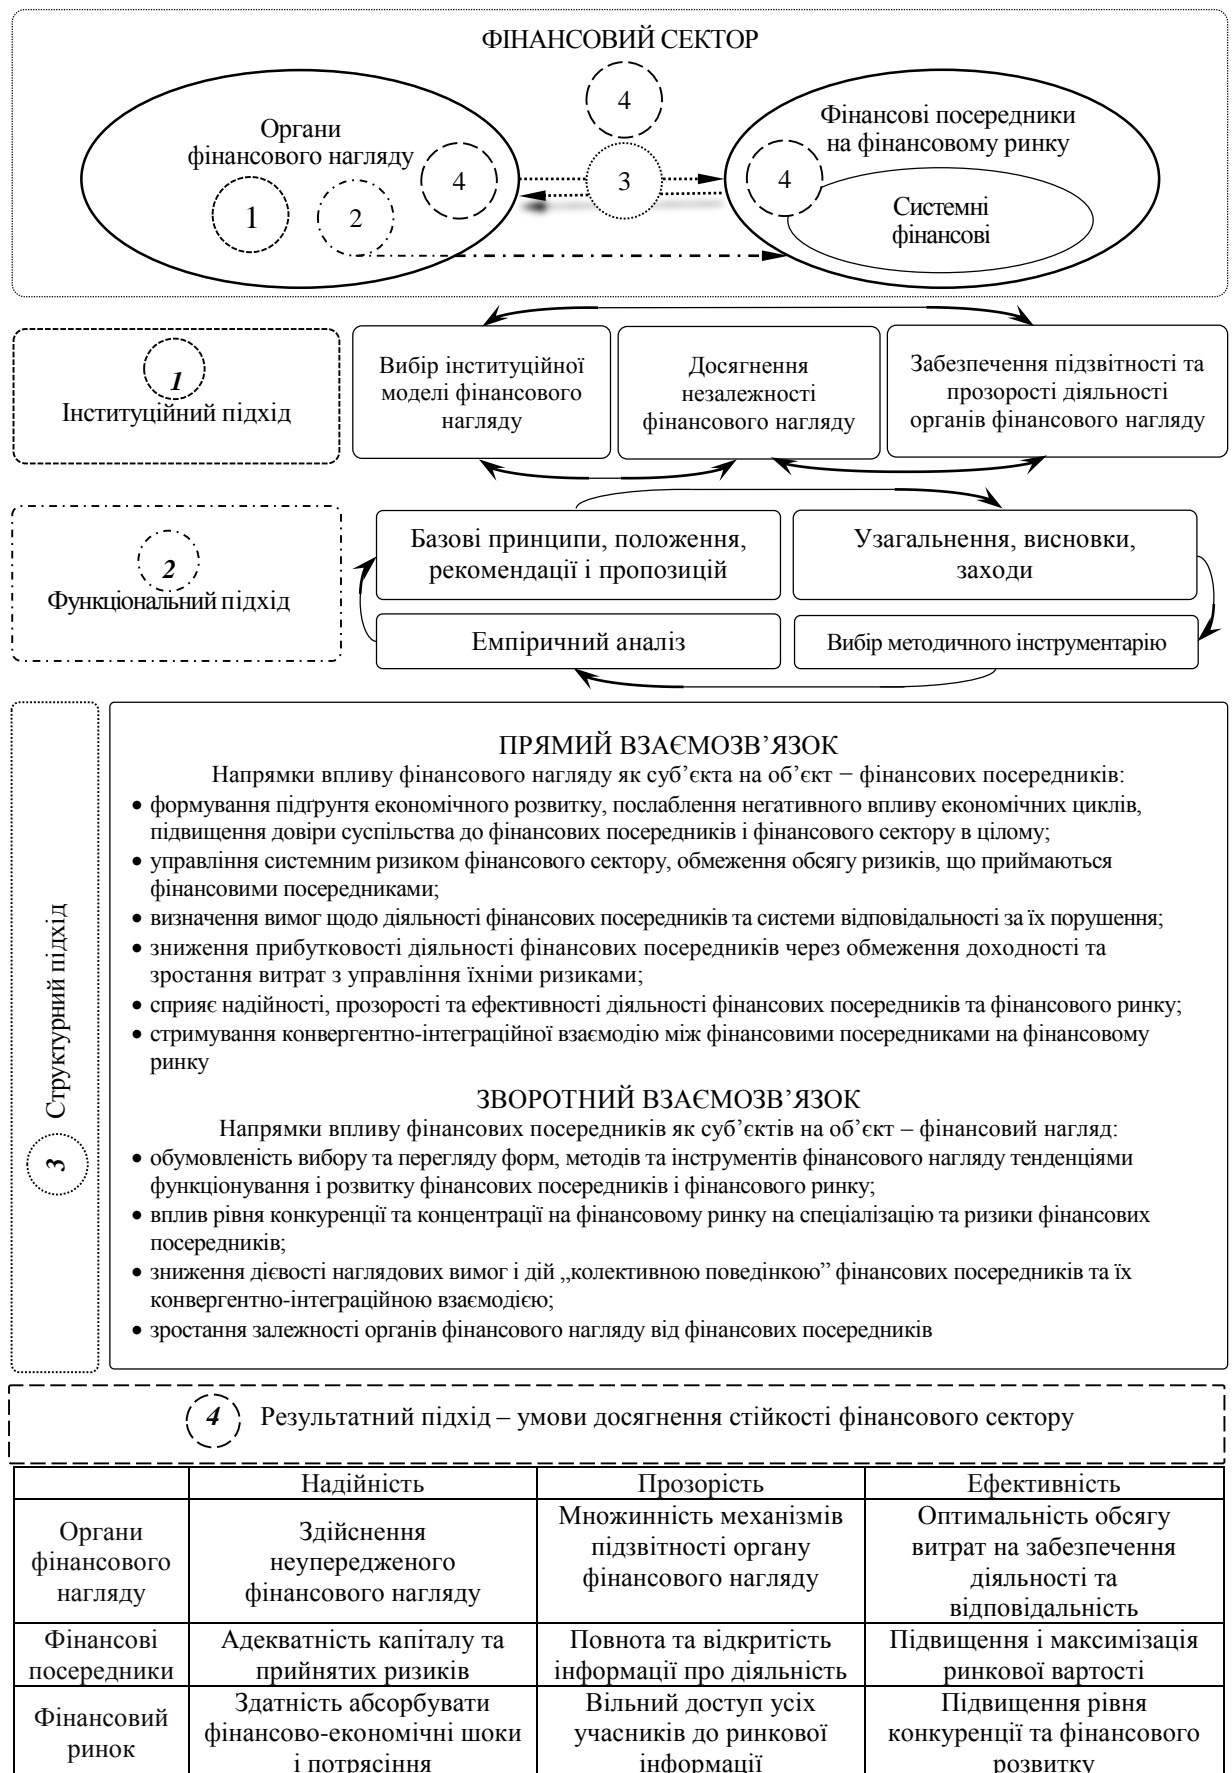 ФІНАНСОВИЙ СЕКТОР
4
Органи
фінансового нагляду
Фінансові посередники
на фінансовому ринку
4
3
4
1
2
Системні
фінансові
1
Інституційний підхід
Вибір інституційної
моделі фінансового
нагляду
Досягнення
незалежності
фінансового нагляду
Забезпечення підзвітності та
прозорості діяльності
органів фінансового нагляду
2
Функціональний підхід
Базові принципи, положення,
рекомендації і пропозицій
Узагальнення, висновки,
заходи
Емпіричний аналіз
Вибір методичного інструментарію
3 Структурний підхід
ПРЯМИЙ ВЗАЄМОЗВ’ЯЗОК
Напрямки впливу фінансового нагляду як суб’єкта на об’єкт − фінансових посередників:
• формування підґрунтя економічного розвитку, послаблення негативного впливу економічних циклів,
підвищення довіри суспільства до фінансових посередників і фінансового сектору в цілому;
• управління системним ризиком фінансового сектору, обмеження обсягу ризиків, що приймаються
фінансовими посередниками;
• визначення вимог щодо діяльності фінансових посередників та системи відповідальності за їх порушення;
• зниження прибутковості діяльності фінансових посередників через обмеження доходності та
зростання витрат з управління їхніми ризиками;
• сприяє надійності, прозорості та ефективності діяльності фінансових посередників та фінансового ринку;
• стримування конвергентно-інтеграційної взаємодію між фінансовими посередниками на фінансовому
ринку
ЗВОРОТНИЙ ВЗАЄМОЗВ’ЯЗОК
Напрямки впливу фінансових посередників як суб’єктів на об’єкт – фінансовий нагляд:
• обумовленість вибору та перегляду форм, методів та інструментів фінансового нагляду тенденціями
функціонування і розвитку фінансових посередників і фінансового ринку;
• вплив рівня конкуренції та концентрації на фінансовому ринку на спеціалізацію та ризики фінансових
посередників;
• зниження дієвості наглядових вимог і дій „колективною поведінкою” фінансових посередників та їх
конвергентно-інтеграційною взаємодією;
• зростання залежності органів фінансового нагляду від фінансових посередників
4 Результатний підхід – умови досягнення стійкості фінансового сектору
Надійність
Прозорість
Ефективність
Органи
фінансового
нагляду
Здійснення
неупередженого
фінансового нагляду
Множинність механізмів
підзвітності органу
фінансового нагляду
Оптимальність обсягу
витрат на забезпечення
діяльності та
відповідальність
Фінансові
посередники
Адекватність капіталу та
прийнятих ризиків
Повнота та відкритість
інформації про діяльність
Підвищення і максимізація
ринкової вартості
Фінансовий
ринок
Здатність абсорбувати
фінансово-економічні шоки
і потрясіння
Вільний доступ усіх
учасників до ринкової
інформації
Підвищення рівня
конкуренції та фінансового
розвитку